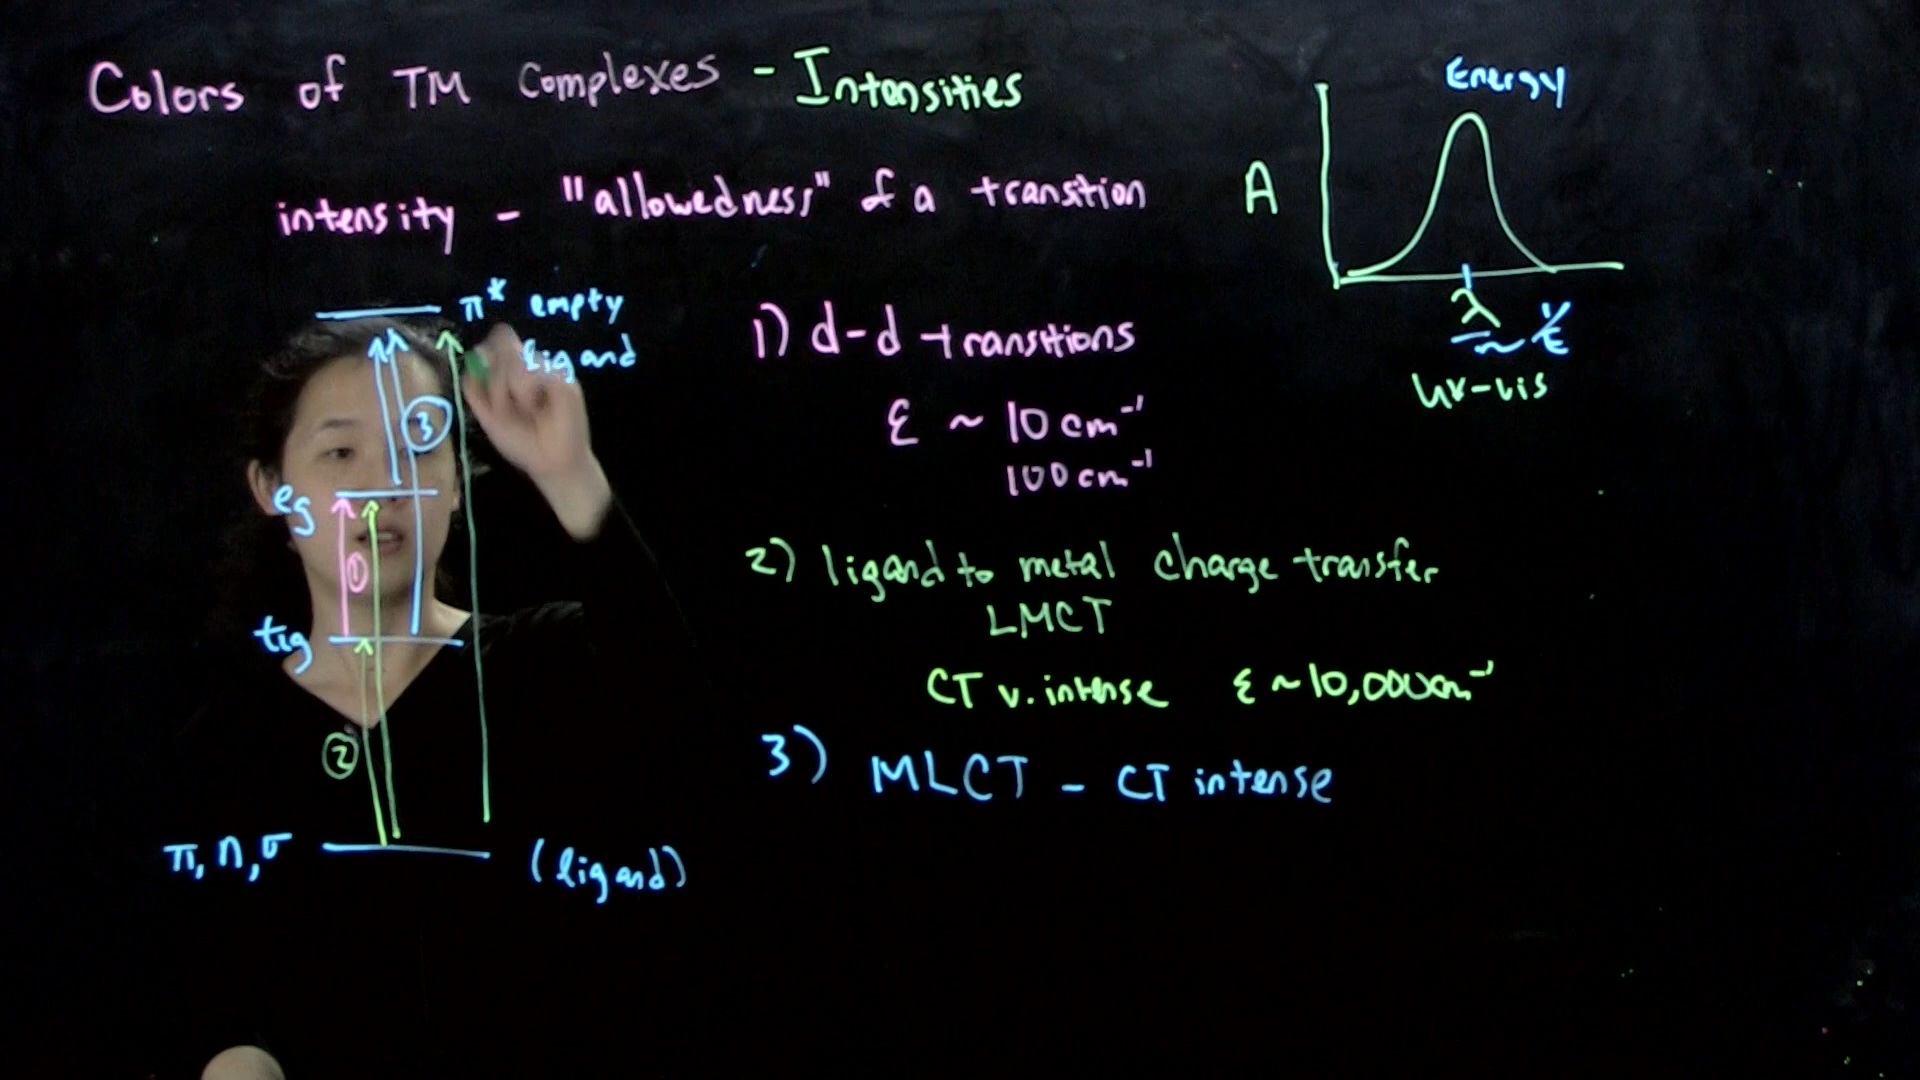 Colors of TM Complexes - Intensities
Energy
A
intensity - "allowedness" of a transition
λ
~ 1/E
UV-vis
π* empty
ligand
1) d-d transitions
ε ~ 10 cm⁻¹
100 cm⁻¹
3
eg
1
2) ligand to metal charge transfer
LMCT
t2g
CT v. intense ε ~ 10,000 cm⁻¹
2
3) MLCT - CT intense
π, n, σ
(ligand)